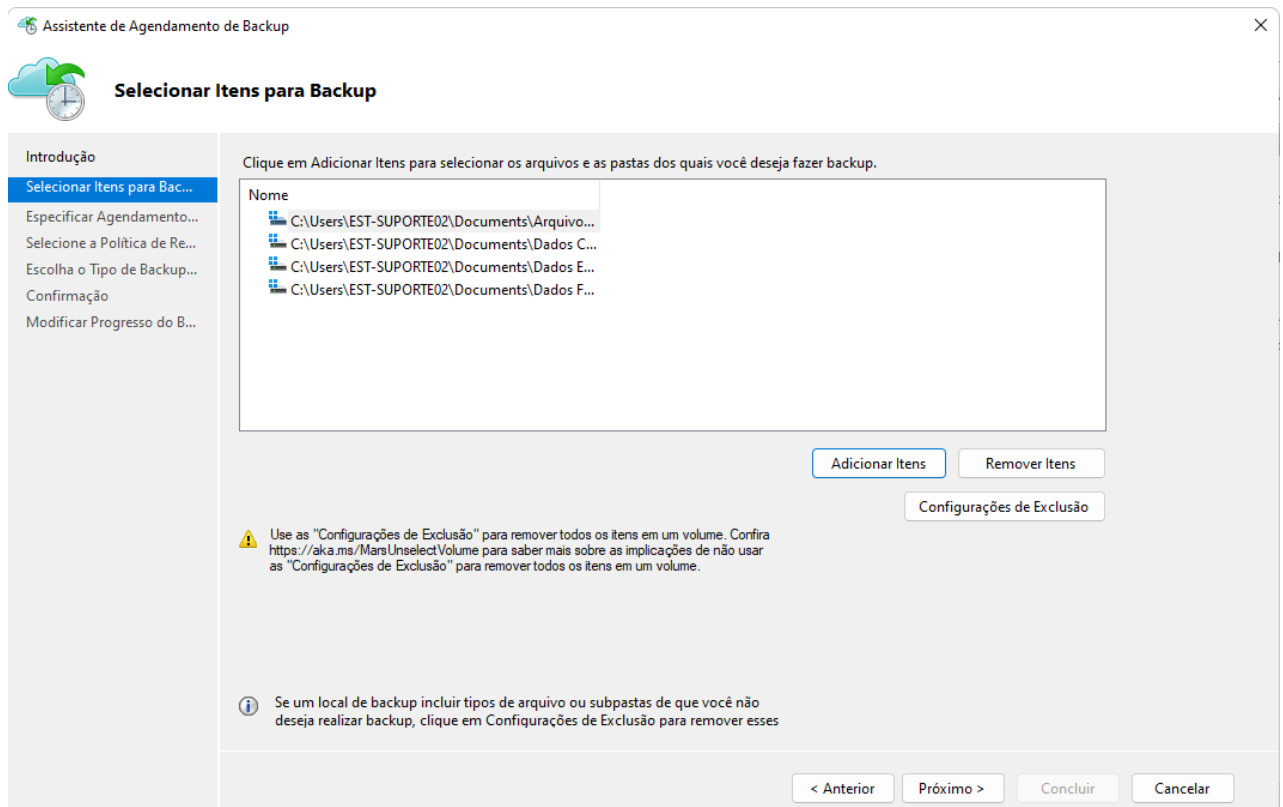 Assistente de Agendamento de Backup
Selecionar Itens para Backup
Introdução
Selecionar Itens para Bac...
Especificar Agendamento...
Selecione a Política de Re...
Escolha o Tipo de Backup...
Confirmação
Modificar Progresso do B...
Clique em Adicionar Itens para selecionar os arquivos e as pastas dos quais você deseja fazer backup.
Nome
C:\Users\EST-SUPORTE02\Documents\Arquivo...
C:\Users\EST-SUPORTE02\Documents\Dados C...
C:\Users\EST-SUPORTE02\Documents\Dados E...
C:\Users\EST-SUPORTE02\Documents\Dados F...
Adicionar Itens
Remover Itens
Configurações de Exclusão
Use as "Configurações de Exclusão" para remover todos os itens em um volume. Confira
https://aka.ms/MarsUnselectVolume para saber mais sobre as implicações de não usar
as "Configurações de Exclusão" para remover todos os itens em um volume.
Se um local de backup incluir tipos de arquivo ou subpastas de que você não
deseja realizar backup, clique em Configurações de Exclusão para remover esses
< Anterior
Próximo >
Concluir
Cancelar